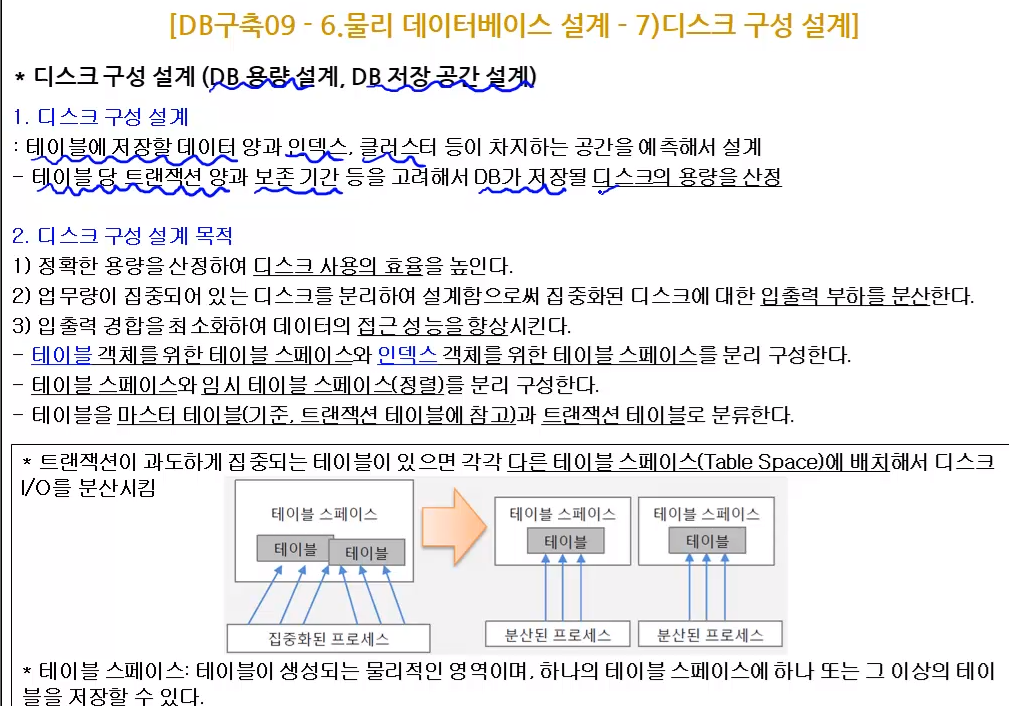 [DB구축09 - 6.물리 데이터베이스 설계 - 7)디스크 구성 설계]
* 디스크 구성 설계 (DB 용량 설계, DB 저장 공간 설계)
1. 디스크 구성 설계
: 테이블에 저장할 데이터 양과 인덱스, 클러스터 등이 차지하는 공간을 예측해서 설계
- 테이블 당 트랜잭션 양과 보존 기간 등을 고려해서 DB가 저장될 디스크의 용량을 산정
2. 디스크 구성 설계 목적
1) 정확한 용량을 산정하여 디스크 사용의 효율을 높인다.
2) 업무량이 집중되어 있는 디스크를 분리하여 설계함으로써 집중화된 디스크에 대한 입출력 부하를 분산한다.
3) 입출력 경합을 최소화하여 데이터의 접근 성능을 향상시킨다.
- 테이블 객체를 위한 테이블 스페이스와 인덱스 객체를 위한 테이블 스페이스를 분리 구성한다.
- 테이블 스페이스와 임시 테이블 스페이스(정렬)를 분리 구성한다.
- 테이블을 마스터 테이블(기준, 트랜잭션 테이블에 참고)과 트랜잭션 테이블로 분류한다.
* 트랜잭션이 과도하게 집중되는 테이블이 있으면 각각 다른 테이블 스페이스(Table Space)에 배치해서 디스크
I/O를 분산시킴
테이블 스페이스
테이블
테이블
집중화된 프로세스
테이블 스페이스
테이블
분산된 프로세스
테이블 스페이스
테이블
분산된 프로세스
* 테이블 스페이스: 테이블이 생성되는 물리적인 영역이며, 하나의 테이블 스페이스에 하나 또는 그 이상의 테이
블을 저장할 수 있다.